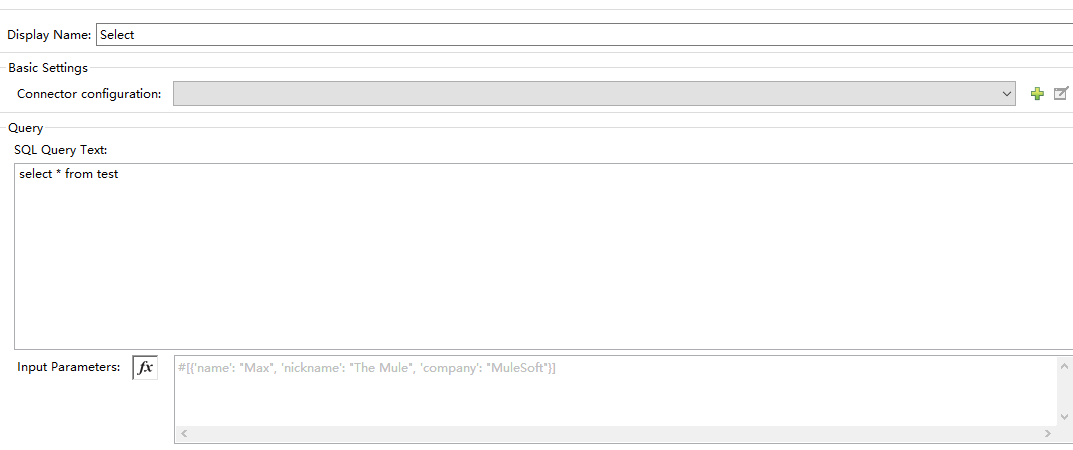 Display Name: Select
Basic Settings
Connector configuration:
Query
SQL Query Text:
select * from test
Input Parameters: fx #[{'name': "Max", 'nickname': "The Mule", 'company': "MuleSoft"}]